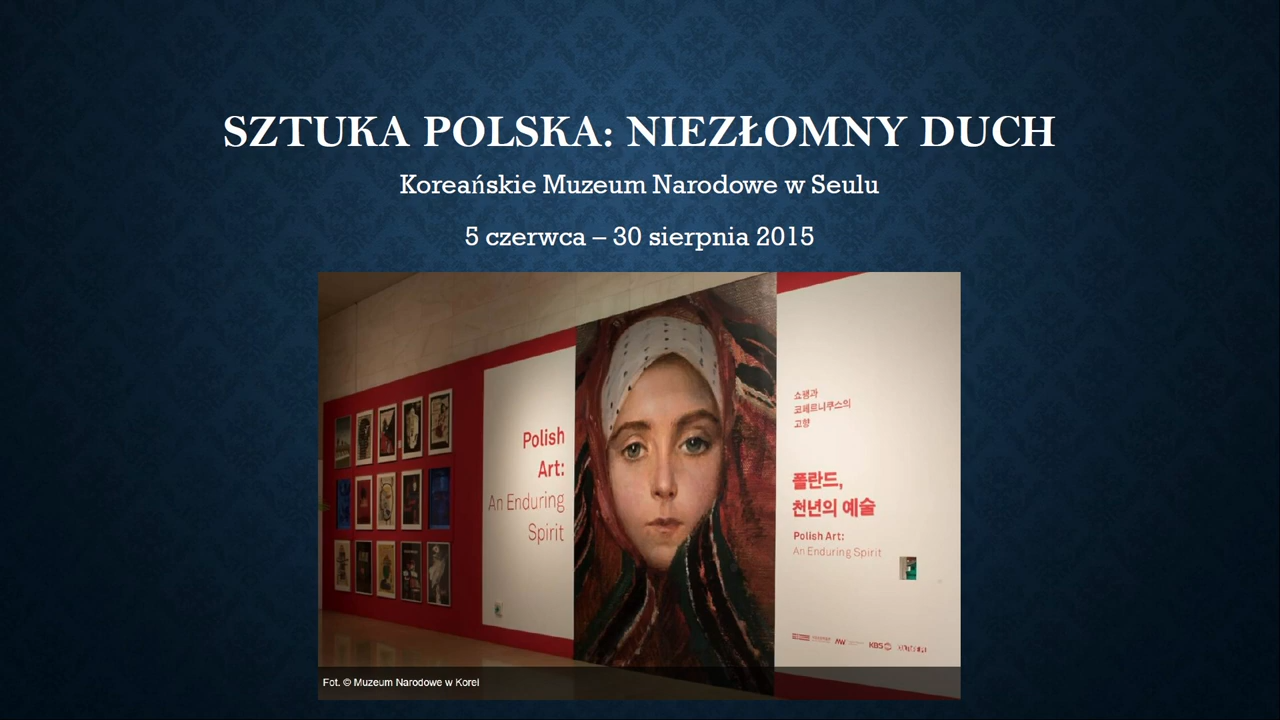 SZTUKA POLSKA: NIEZŁOMNY DUCH
Koreańskie Muzeum Narodowe w Seulu
5 czerwca – 30 sierpnia 2015
Polish
Art:
An Enduring
Spirit
쇼팽과
코페르니쿠스의
고향
폴란드,
천년의 예술
Polish Art:
An Enduring Spirit
KBS
Fot. © Muzeum Narodowe w Korei